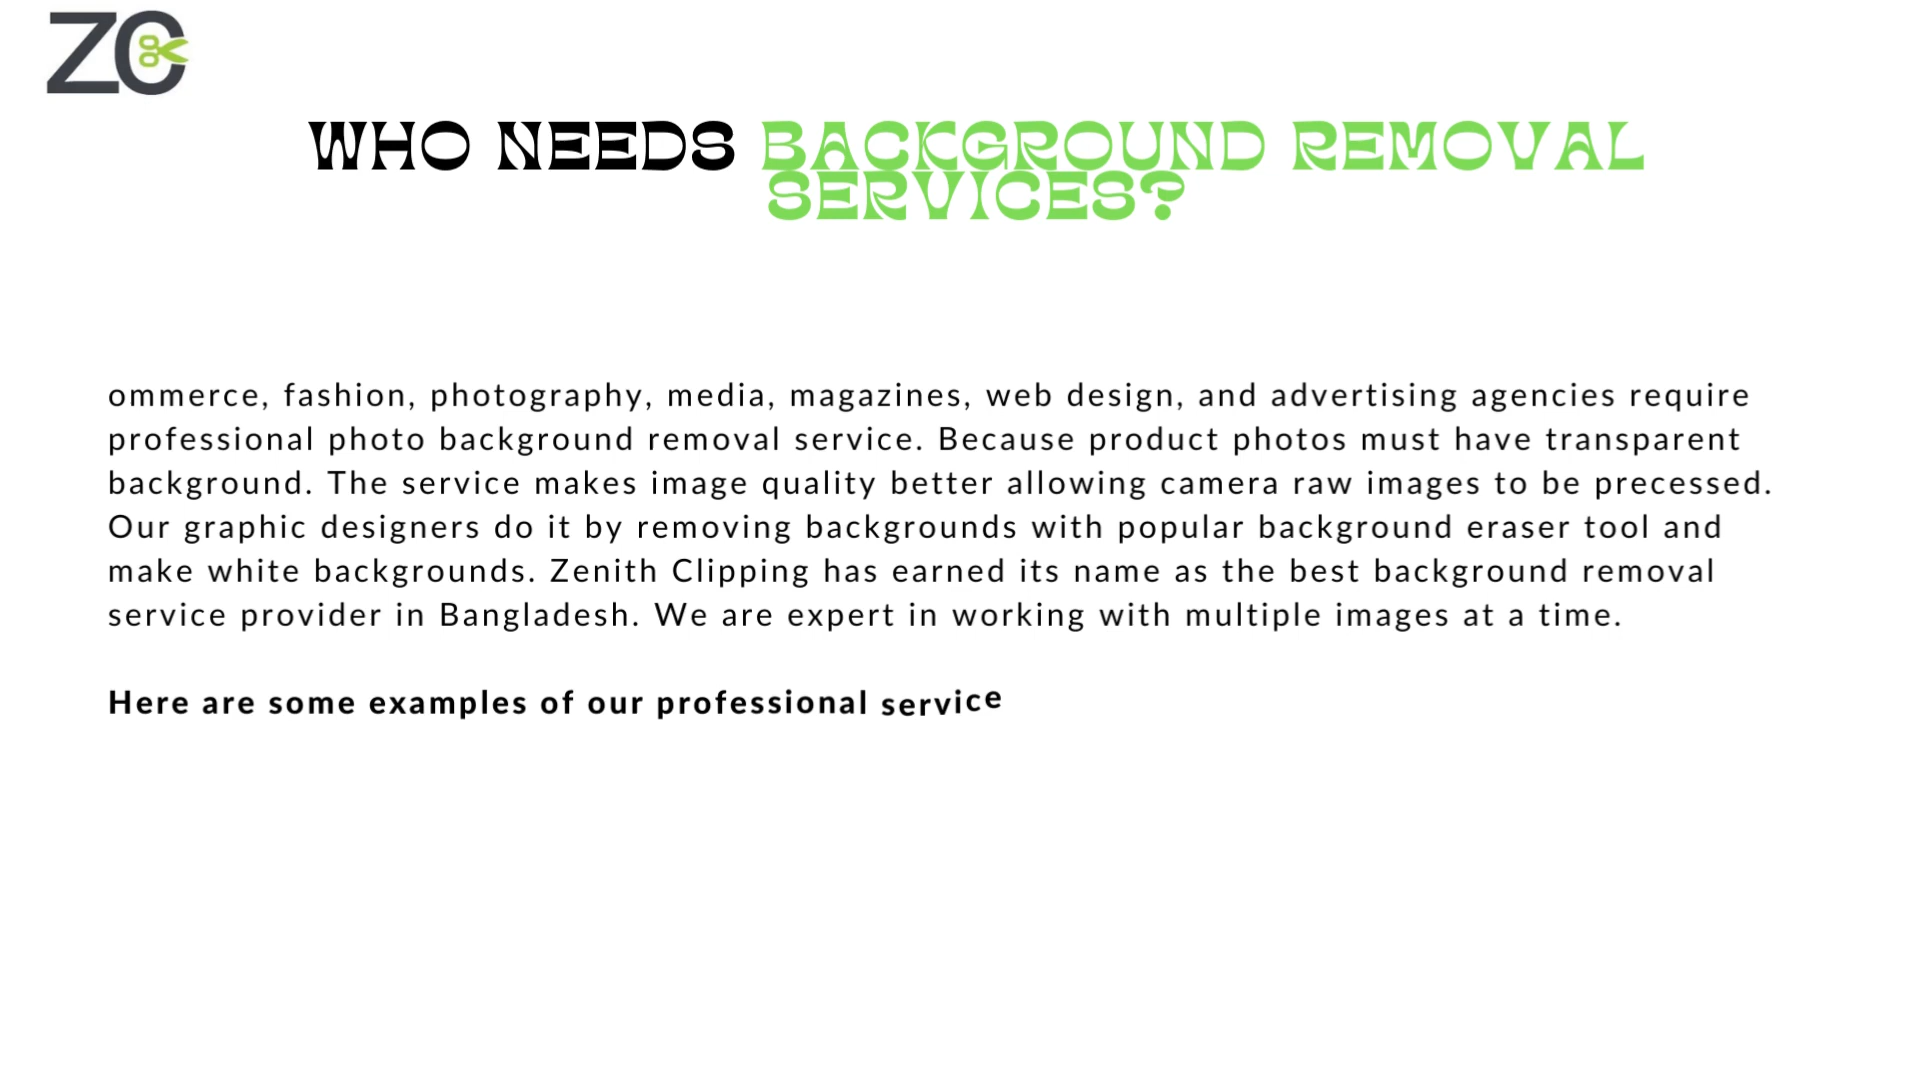 ZC
WHO NEEDS BACKGROUND REMOVAL
SERVICES?
ommerce, fashion, photography, media, magazines, web design, and advertising agencies require
professional photo background removal service. Because product photos must have transparent
background. The service makes image quality better allowing camera raw images to be precessed.
Our graphic designers do it by removing backgrounds with popular background eraser tool and
make white backgrounds. Zenith Clipping has earned its name as the best background removal
service provider in Bangladesh. We are expert in working with multiple images at a time.
Here are some examples of our professional service